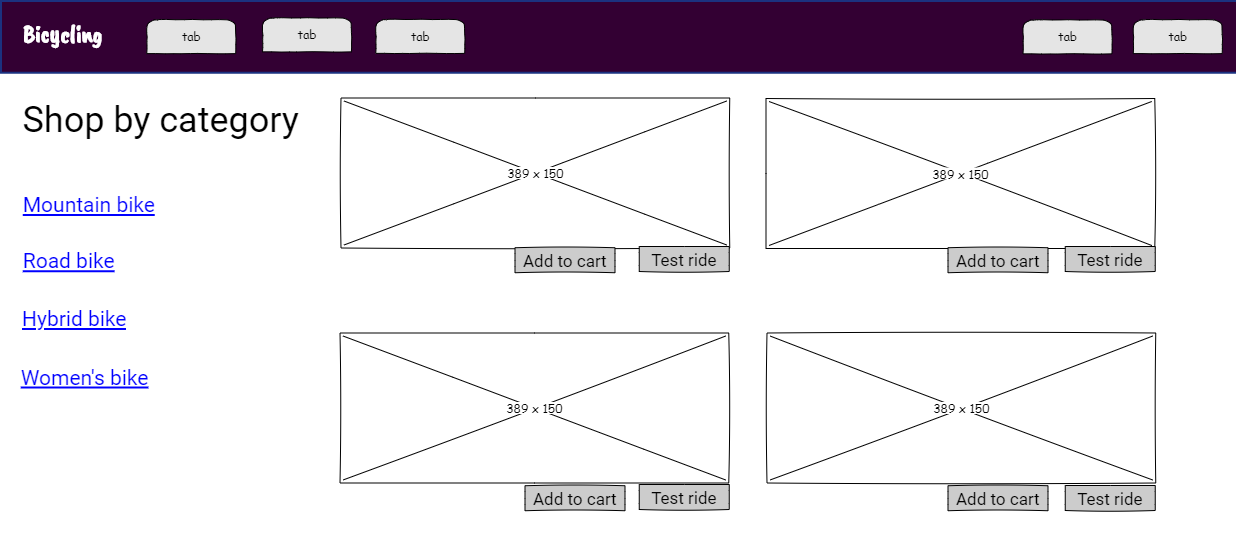 Bicycling
tab
tab
tab
tab
tab
Shop by category
Mountain bike
Road bike
Hybrid bike
Women's bike
389 x 150
389 x 150
Add to cart
Test ride
Add to cart
Test ride
389 x 150
389 x 150
Add to cart
Test ride
Add to cart
Test ride